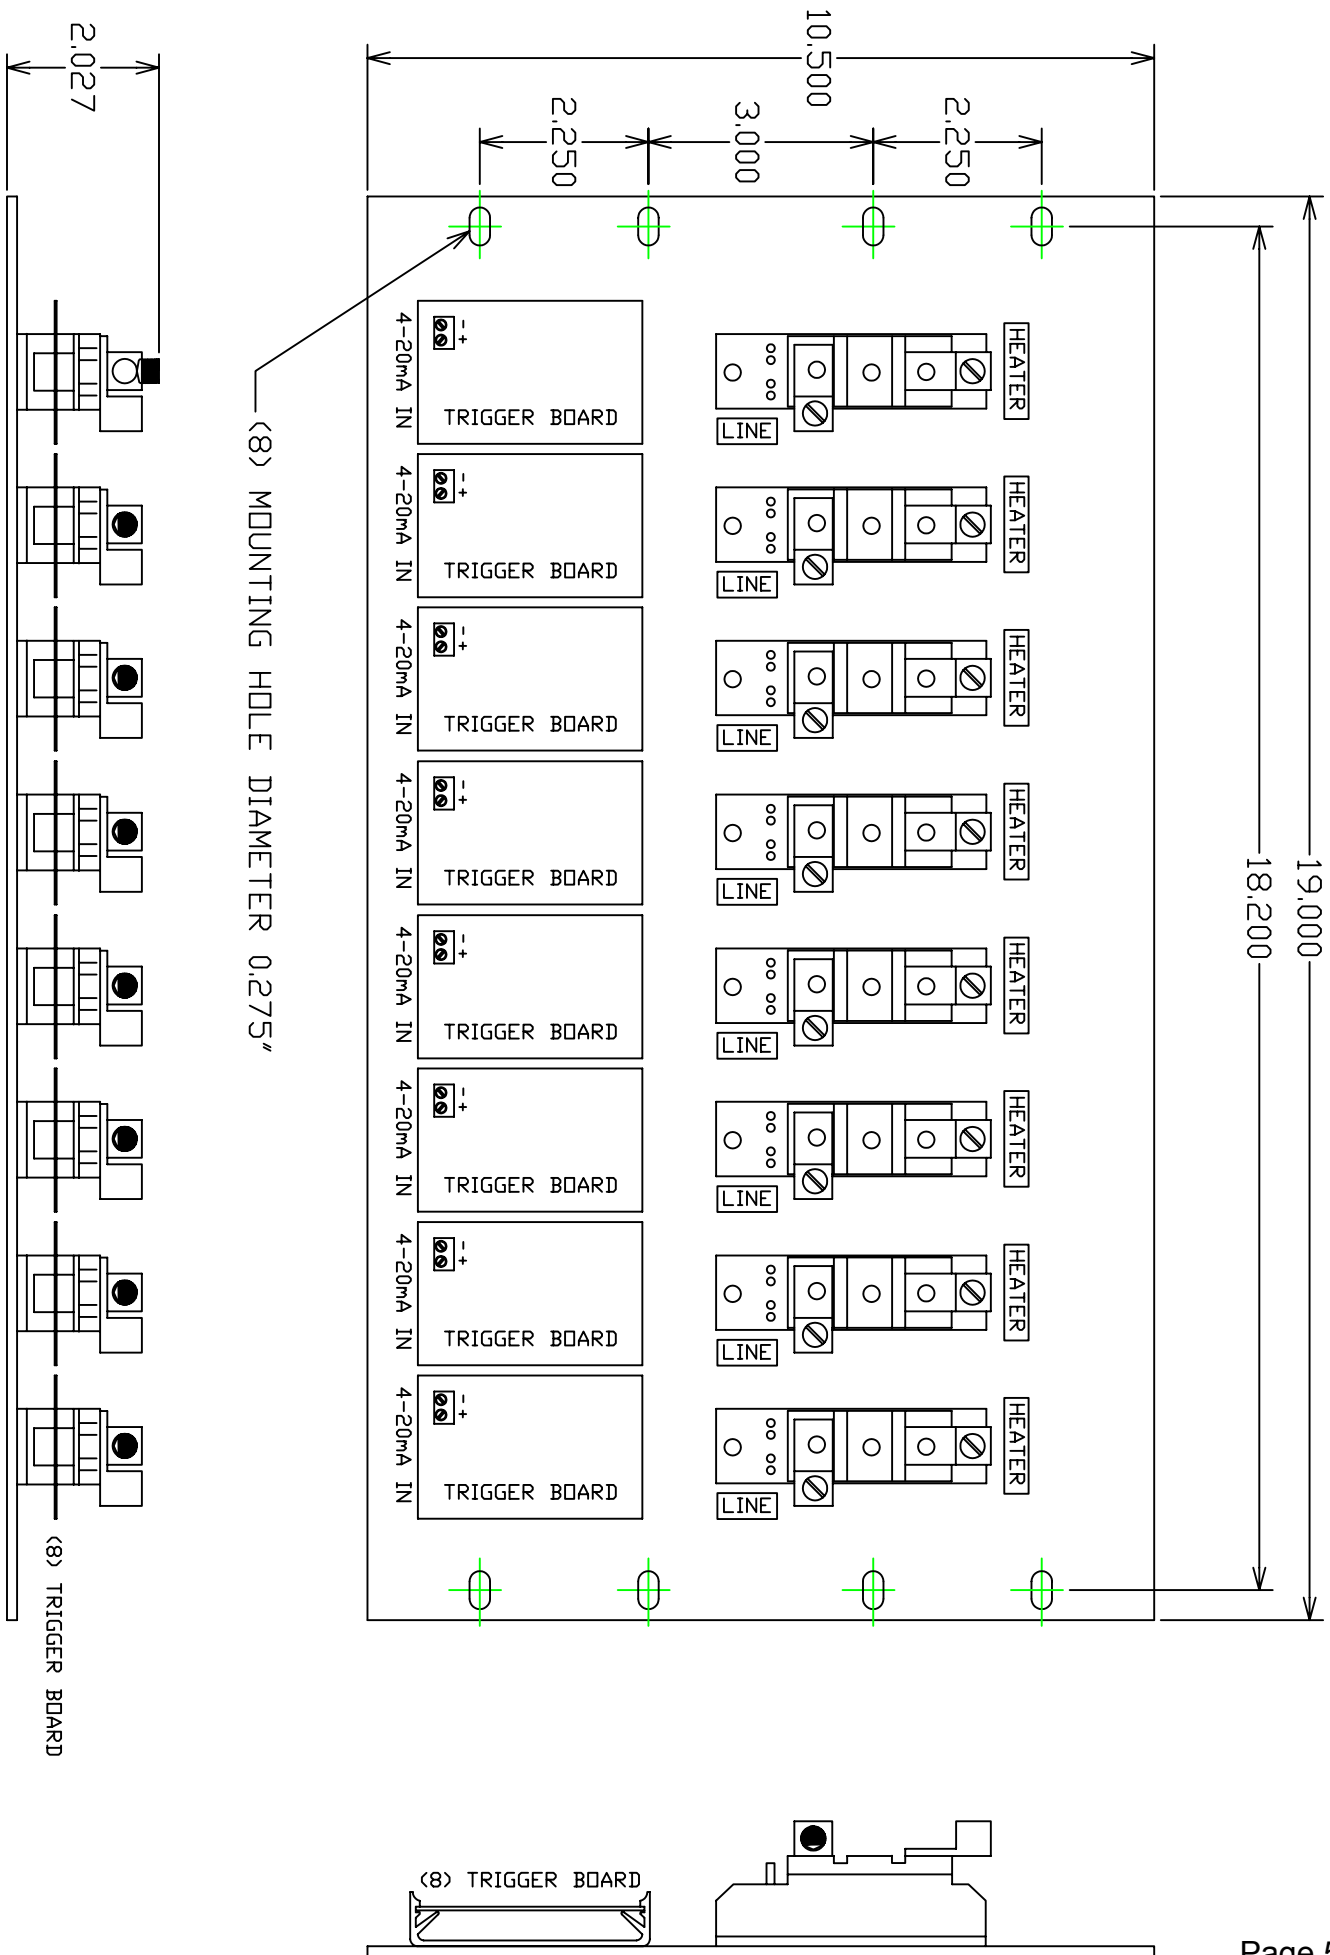 10.500
2.250
3.000
2.250
2.027
19.000
18.200
HEATER
HEATER
HEATER
HEATER
HEATER
HEATER
HEATER
HEATER
LINE
LINE
LINE
LINE
LINE
LINE
LINE
LINE
- +
TRIGGER BOARD
4-20mA IN
- +
TRIGGER BOARD
4-20mA IN
- +
TRIGGER BOARD
4-20mA IN
- +
TRIGGER BOARD
4-20mA IN
- +
TRIGGER BOARD
4-20mA IN
- +
TRIGGER BOARD
4-20mA IN
- +
TRIGGER BOARD
4-20mA IN
- +
TRIGGER BOARD
4-20mA IN
(8) MOUNTING HOLE DIAMETER 0.275"
(8) TRIGGER BOARD
(8) TRIGGER BOARD
Page